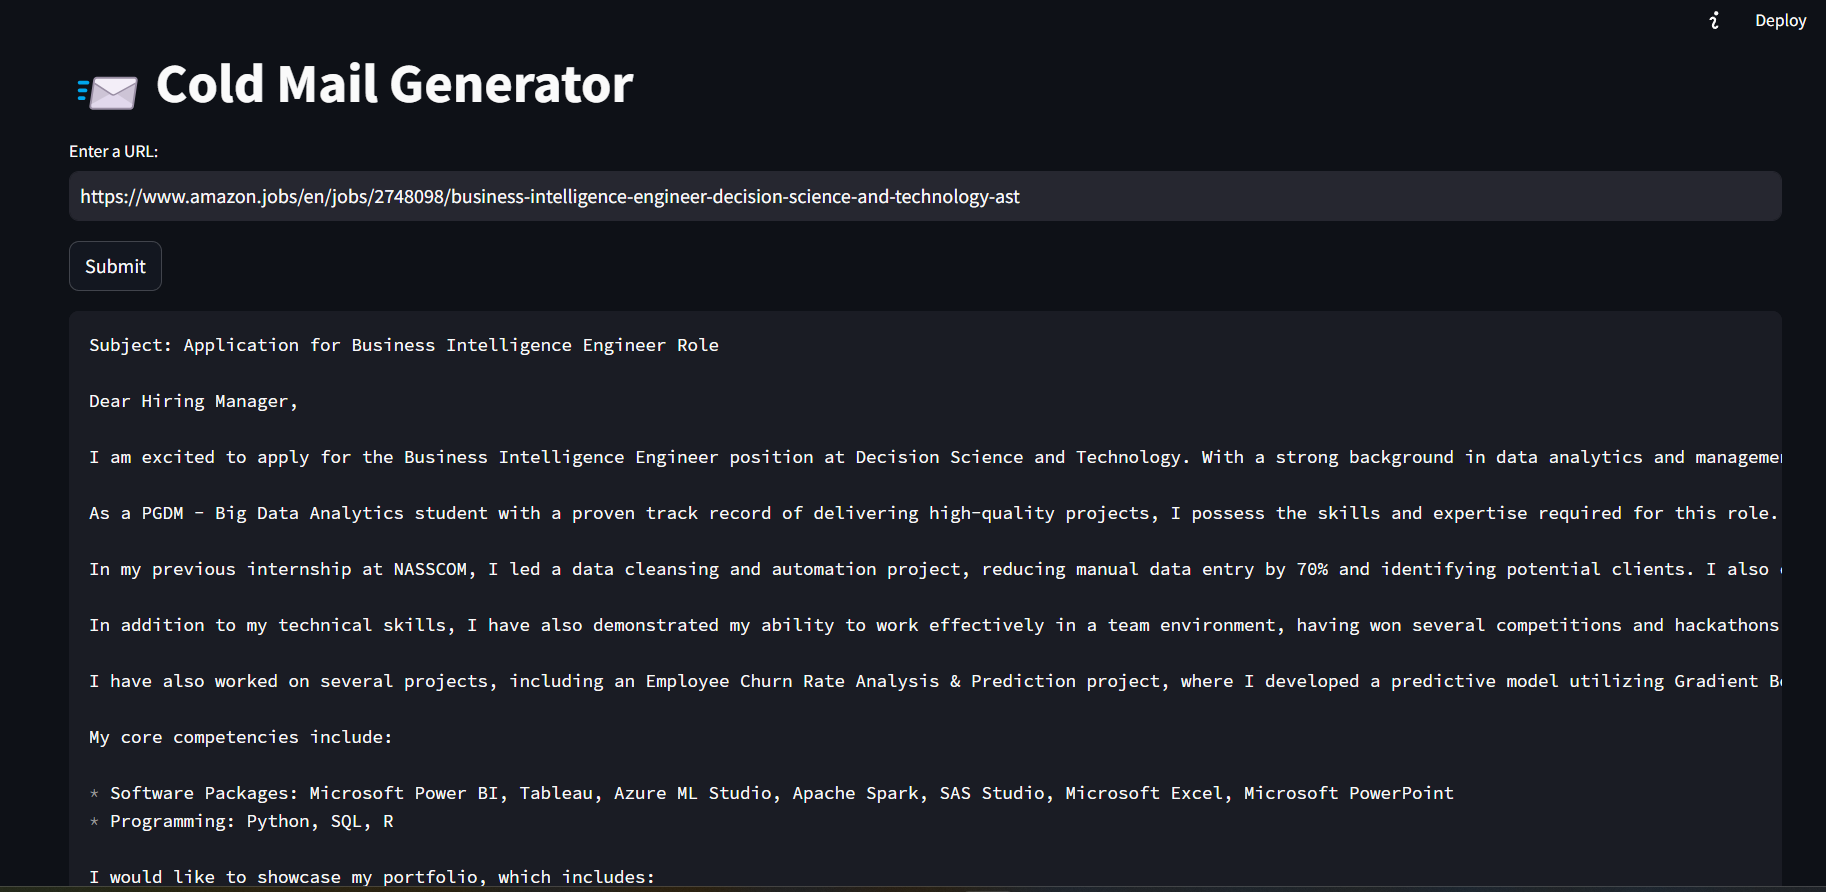 Deploy
Cold Mail Generator
Enter a URL:
https://www.amazon.jobs/en/jobs/2748098/business-intelligence-engineer-decision-science-and-technology-ast
Submit
Subject: Application for Business Intelligence Engineer Role
Dear Hiring Manager,
I am excited to apply for the Business Intelligence Engineer position at Decision Science and Technology. With a strong background in data analytics and
As a PGDM - Big Data Analytics student with a proven track record of delivering high-quality projects, I possess the skills and expertise required for this role.
In my previous internship at NASSCOM, I led a data cleansing and automation project, reducing manual data entry by 70% and identifying potential clients. I also
In addition to my technical skills, I have also demonstrated my ability to work effectively in a team environment, having won several competitions and hackathons
I have also worked on several projects, including an Employee Churn Rate Analysis & Prediction project, where I developed a predictive model utilizing Gradient
My core competencies include:
* Software Packages: Microsoft Power BI, Tableau, Azure ML Studio, Apache Spark, SAS Studio, Microsoft Excel, Microsoft PowerPoint
* Programming: Python, SQL, R
I would like to showcase my portfolio, which includes: